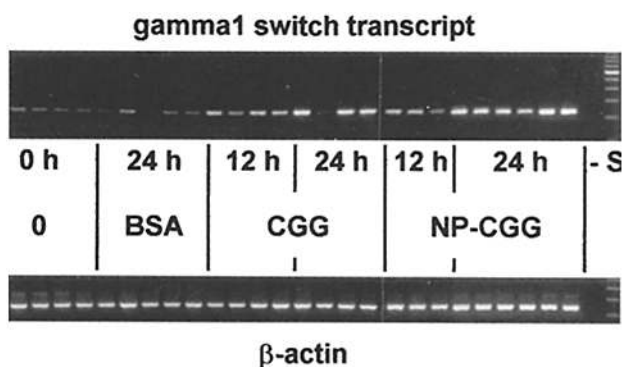 gamma1 switch transcript
0 h 24 h 12 h 24 h 12 h 24 h - S
0 BSA CGG NP-CGG
β-actin